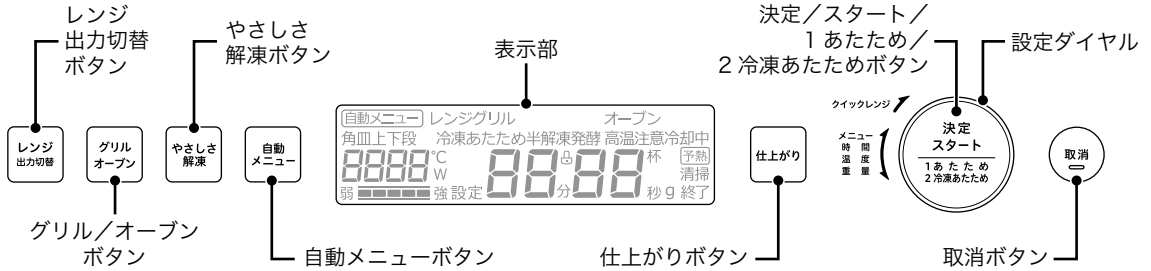 レンジ
出力切替
ボタン
やさしさ
解凍ボタン
表示部
決定／スタート／
1 あたため／
2 冷凍あたためボタン
設定ダイヤル
レンジ
出力切替
グリル
オーブン
やさしさ
解凍
自動
メニュー
自動メニュー レンジグリル オーブン
角皿上下段 冷凍あたため半解凍発酵 高温注意冷却中
8888 ℃ W 88 分 88 杯 予熱
清掃
弱 強 設定 秒 g 終了
仕上がり
クイックレンジ
メニュー
時間
温度
重量
決定
スタート
1 あたため
2 冷凍あたため
取消
グリル／オーブン
ボタン
自動メニューボタン
仕上がりボタン
取消ボタン